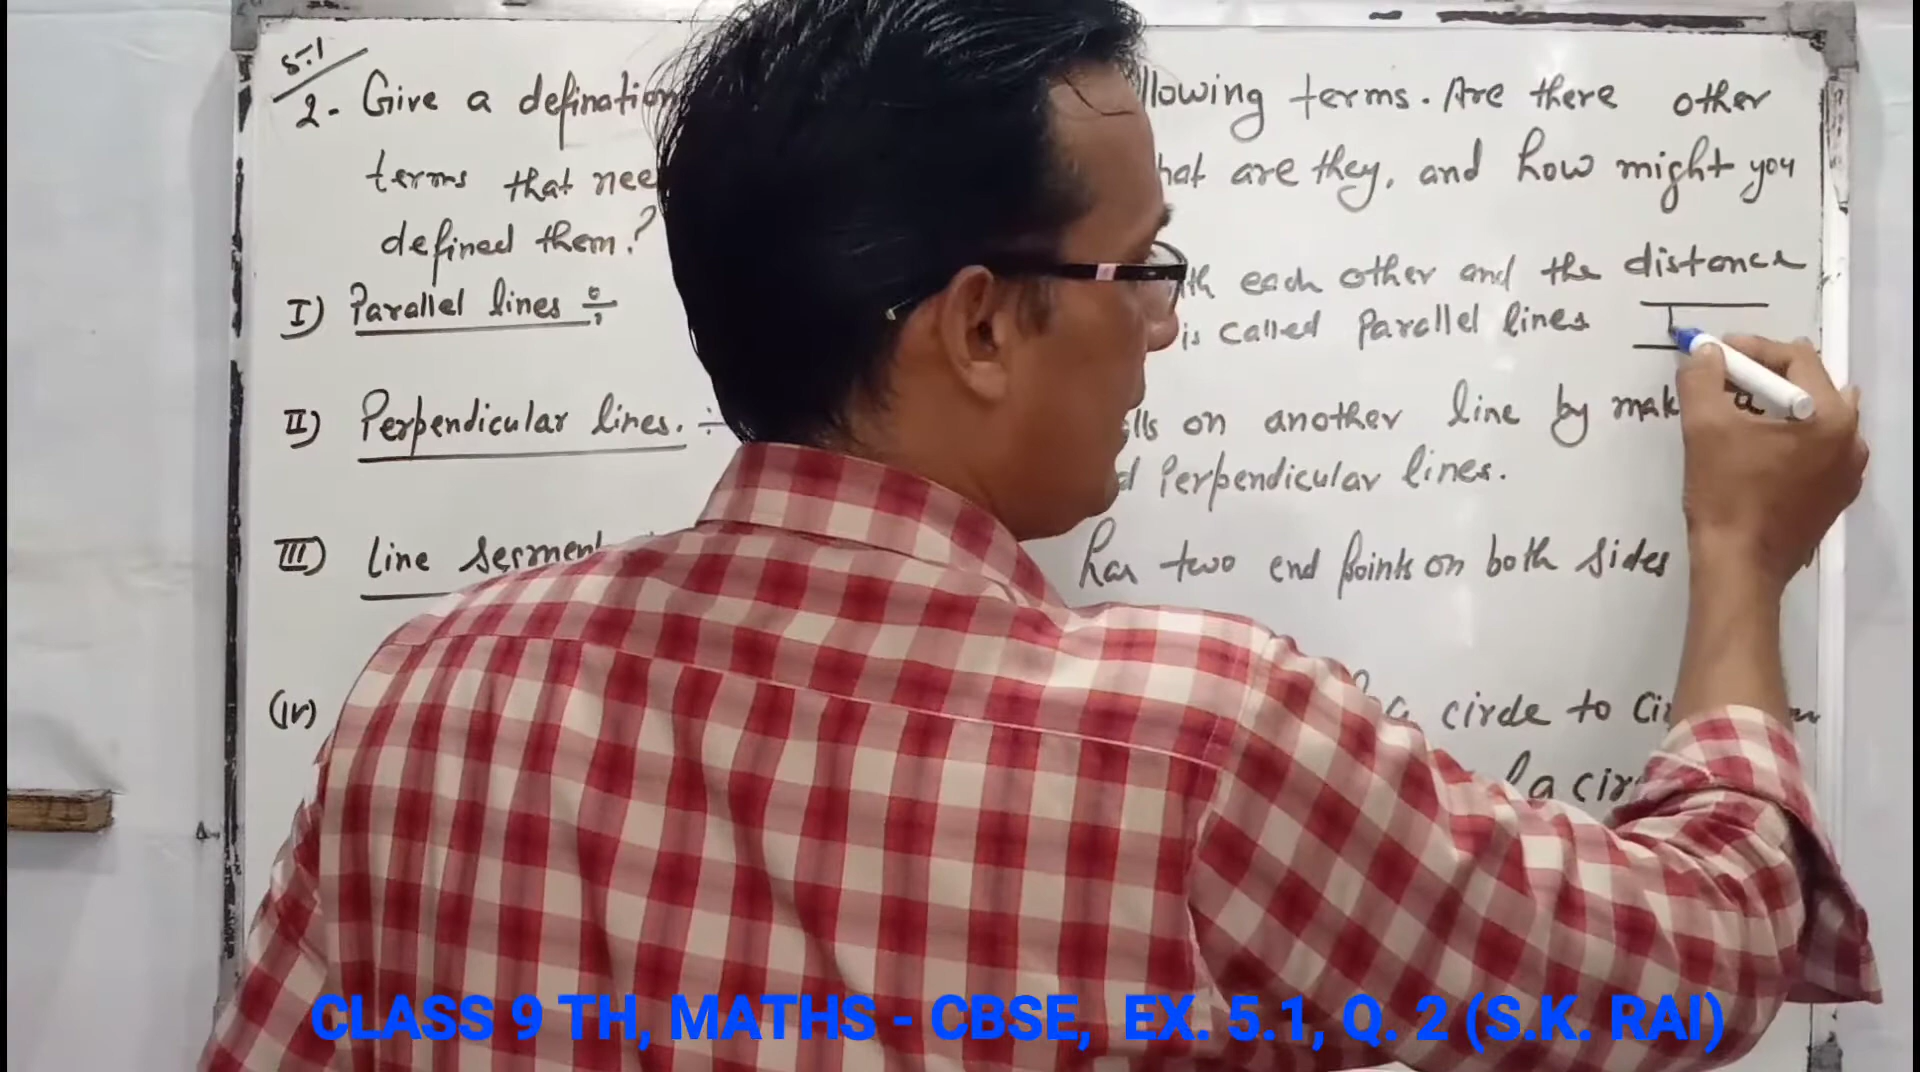 5.1
2- Give a defination llowing terms. Are there other
terms that nee hat are they, and how might you
defined them?
I) Parallel lines ÷ th each other and the distance
is called Parallel lines
II) Perpendicular lines. ÷ lls on another line by mak a
d Perpendicular lines.
III) Line segment has two end points on both sides
(iv) a circle to Ci
a cir
CLASS 9 TH, MATHS - CBSE, EX. 5.1, Q. 2 (S.K. RAI)